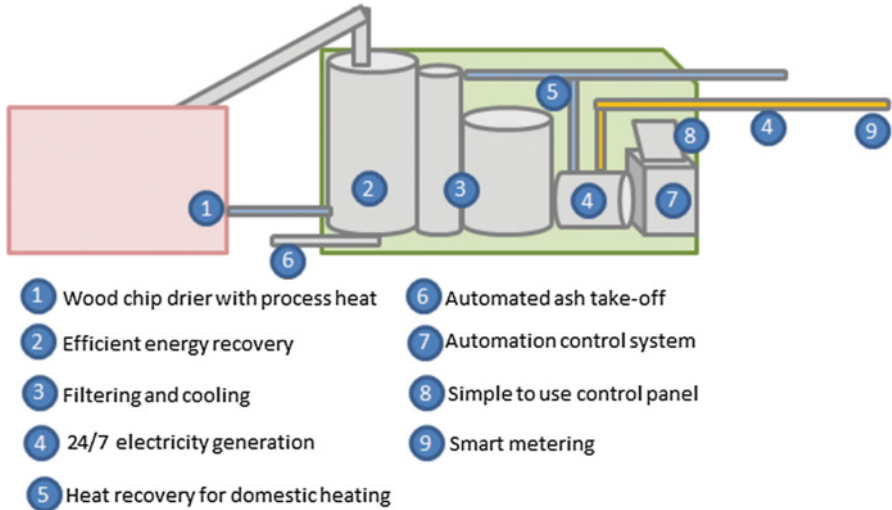 5
4
8
9
2
3
1
4
7
6
1 Wood chip drier with process heat
2 Efficient energy recovery
3 Filtering and cooling
4 24/7 electricity generation
5 Heat recovery for domestic heating
6 Automated ash take-off
7 Automation control system
8 Simple to use control panel
9 Smart metering